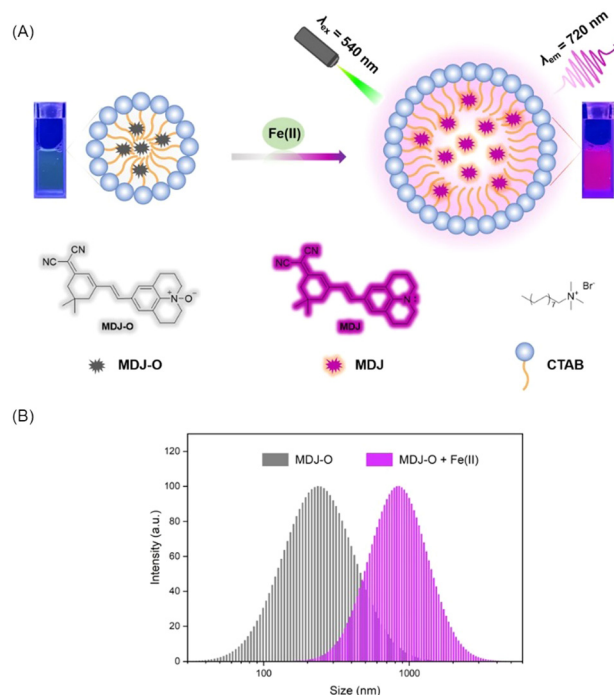 (A)
λex = 540 nm
λem = 720 nm
Fe(II)
CN
NC
N+
O-
MDJ-O
CN
NC
N
MDJ
Br-
N+
7
MDJ-O
MDJ
CTAB
(B)
MDJ-O
MDJ-O + Fe(II)
120
100
80
60
40
20
0
Intensity (a.u.)
100
1000
Size (nm)